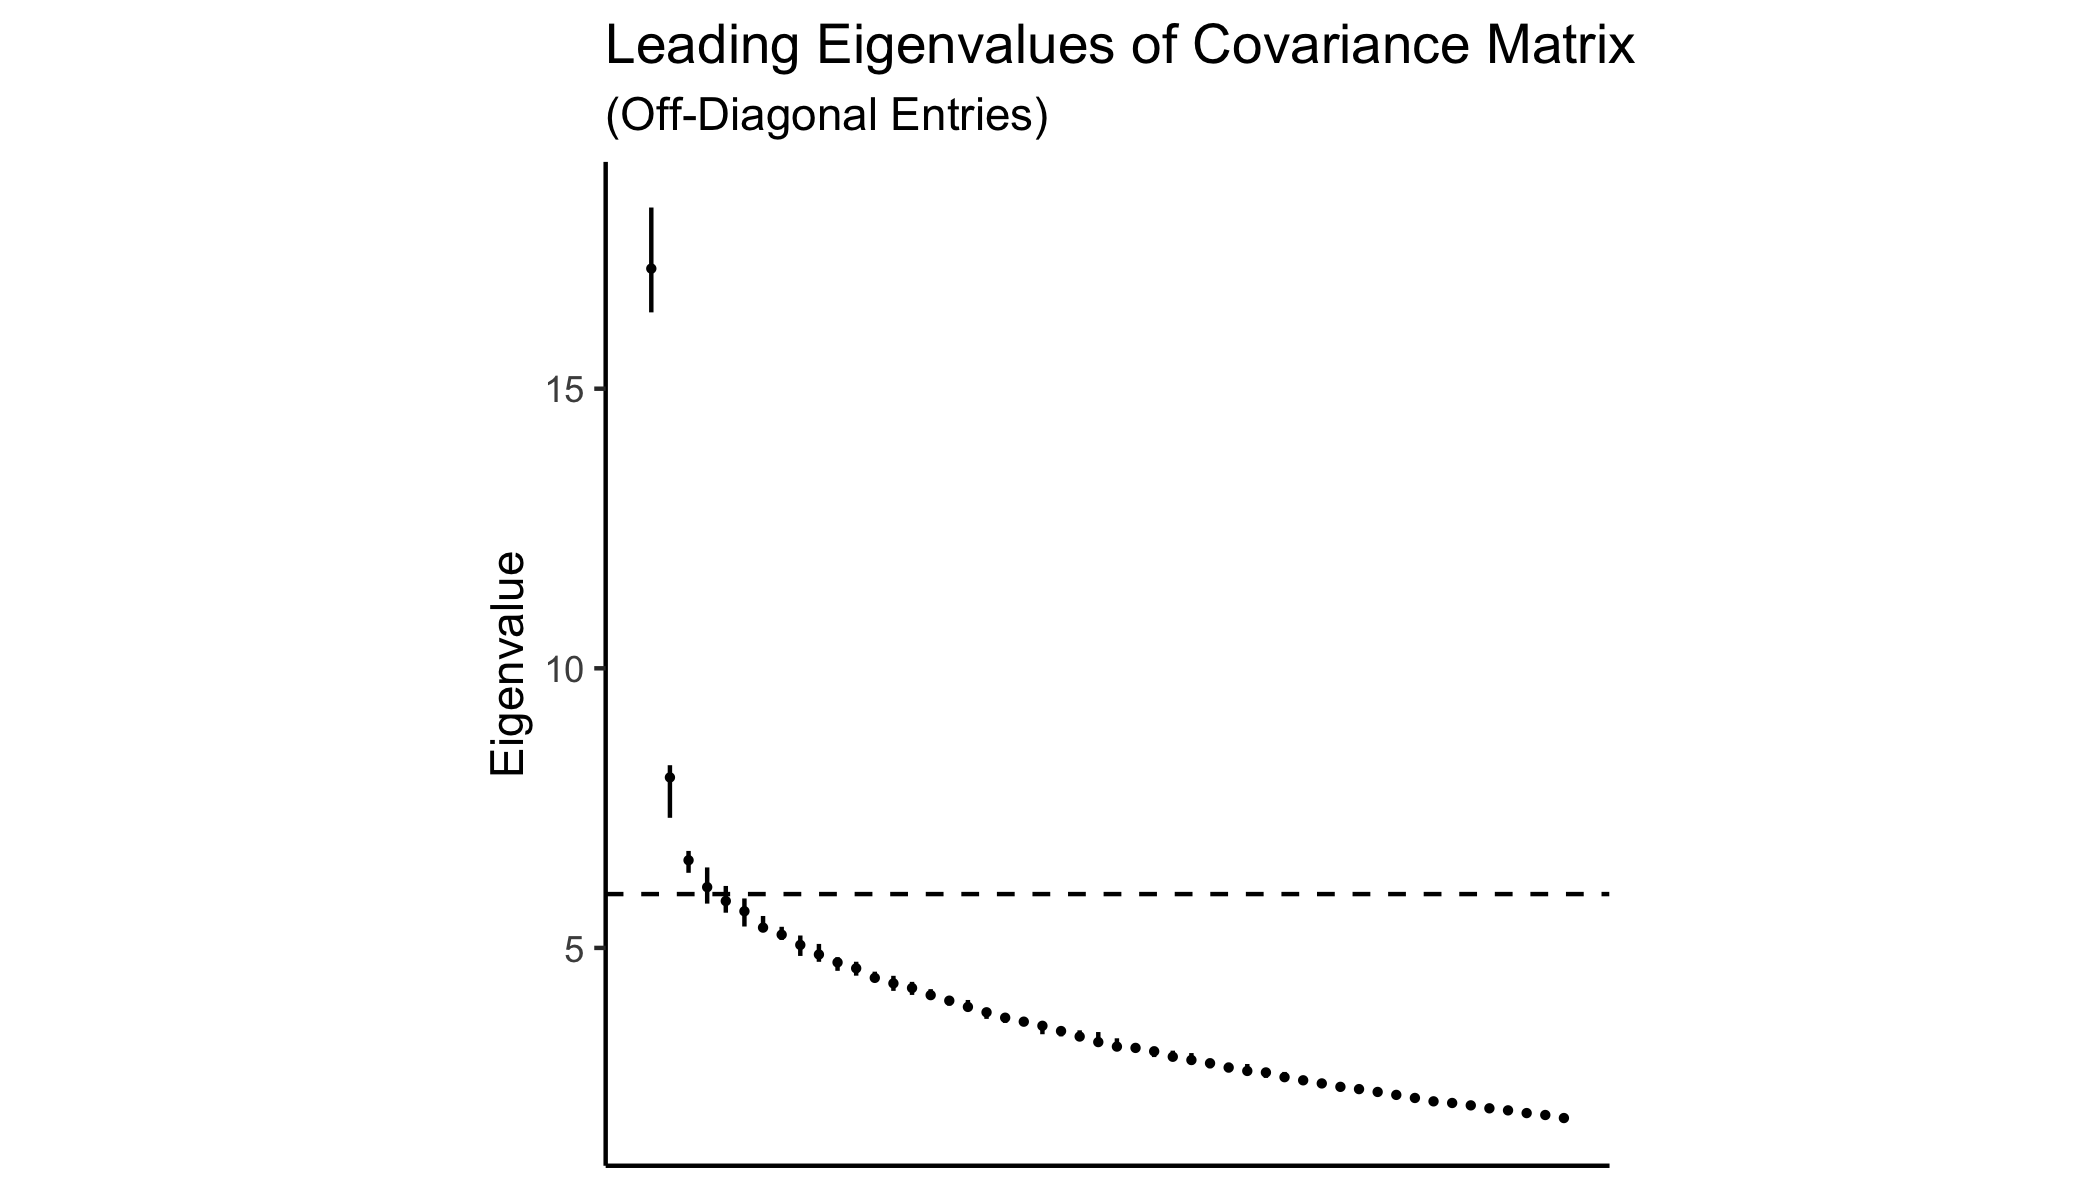 Leading Eigenvalues of Covariance Matrix
(Off-Diagonal Entries)
Eigenvalue
15
10
5